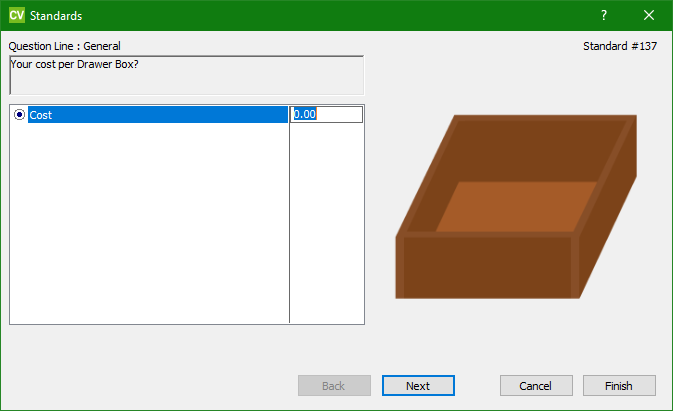 CV Standards ?
Question Line : General Standard #137
Your cost per Drawer Box?
Cost 0.00
Back Next Cancel Finish